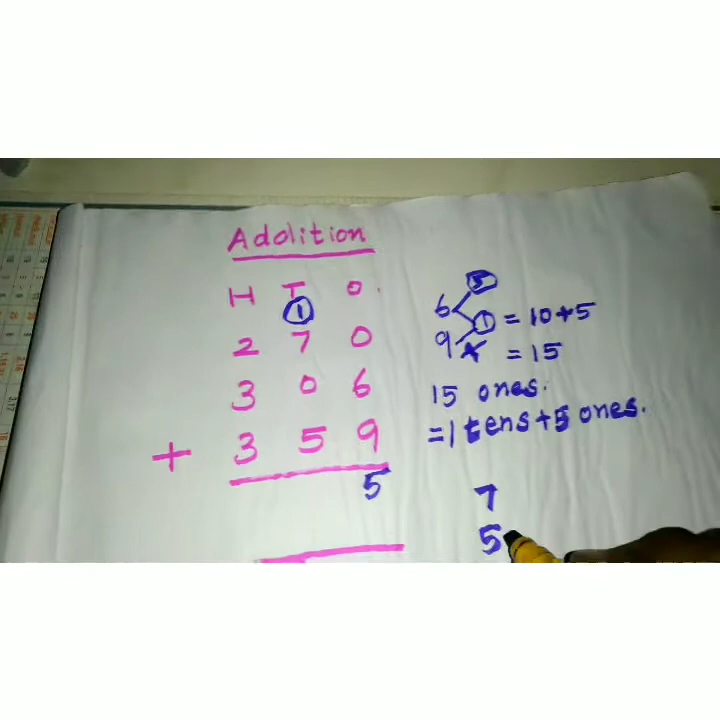 Addition
H T O.
1
2 7 0
3 0 6
+ 3 5 9
5
5
6 1 = 10+5
9 = 15
15 ones.
=1 tens+5 ones.
7
5